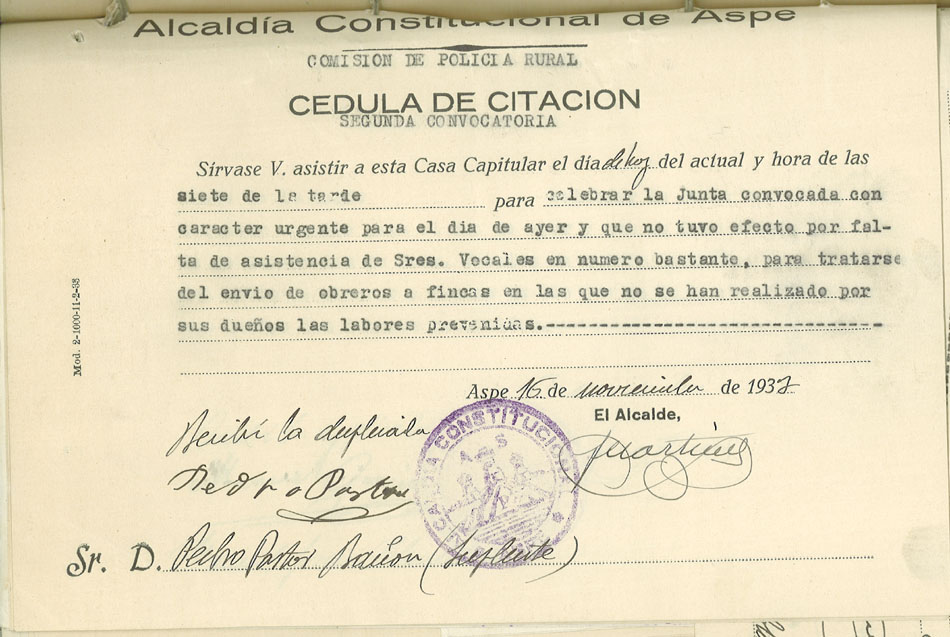 Alcaldía Constitucional de Aspe
COMISION DE POLICIA RURAL
CEDULA DE CITACION
SEGUNDA CONVOCATORIA
Sírvase V. asistir a esta Casa Capitular el día de hoy del actual y hora de las
siete de la tarde para celebrar la Junta convocada con
caracter urgente para el dia de ayer y que no tuvo efecto por fal-
ta de asistencia de Sres. Vocales en numero bastante, para tratarse
del envio de obreros a fincas en las que no se han realizado por
sus dueños las labores prevenidas.-
Mod. 2-1000-11-2-
Aspe 16 de noviembre de 1932
El Alcalde,
Recibí la duplicada
JMartínez
Pedro Pastor
ALCALDIA CONSTITUCIONAL
Sr. D. Pedro Pastor Bañon (suplente)